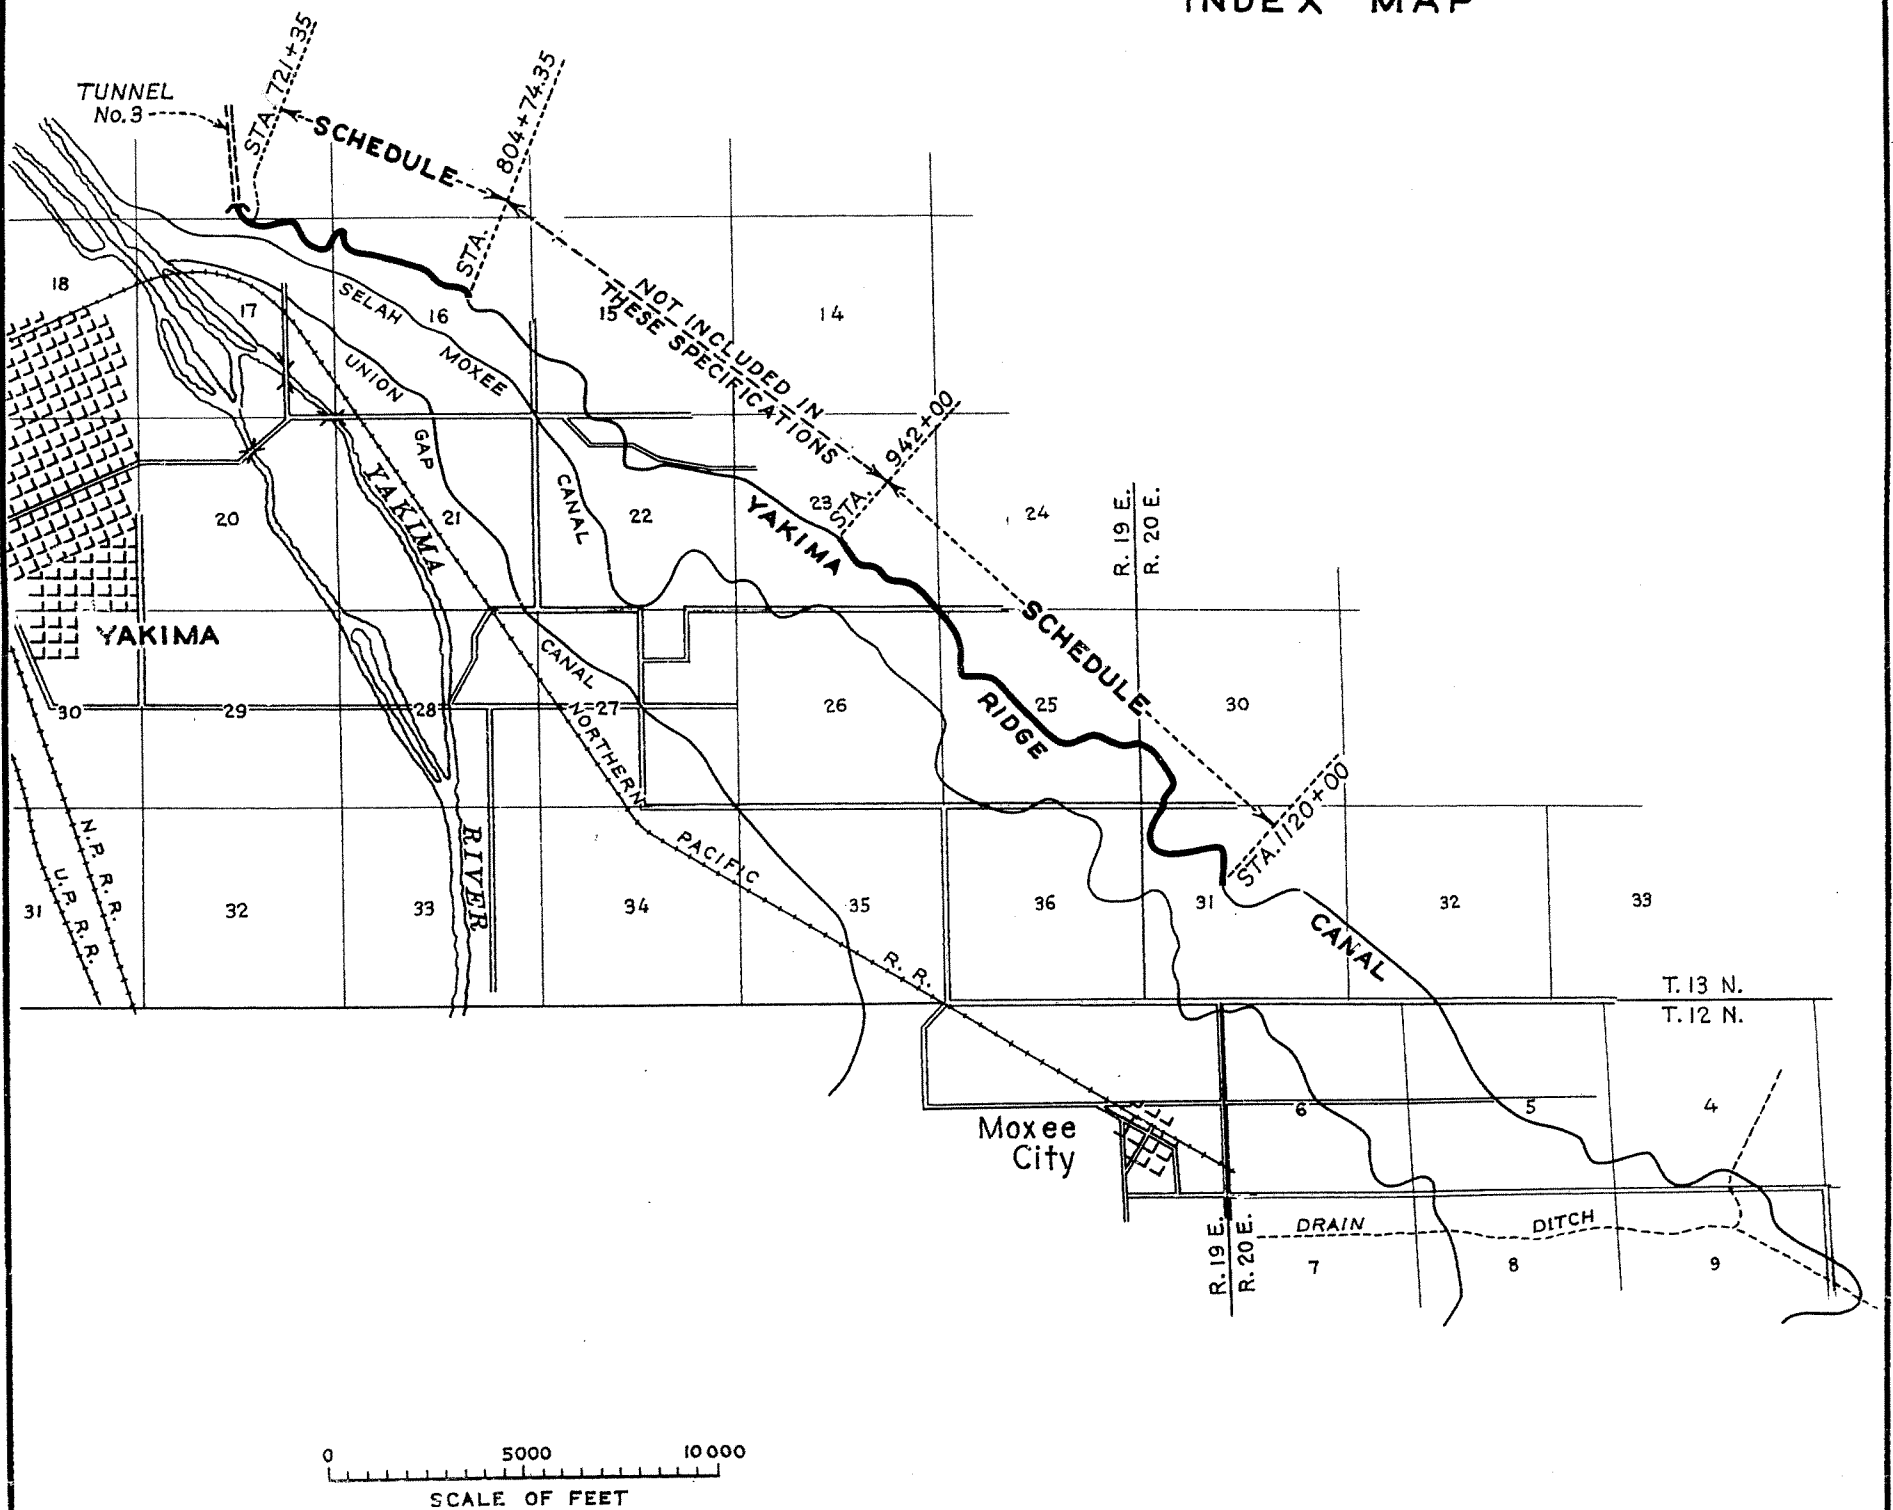 INDEX MAP
TUNNEL
No. 3
STA. 721+35
SCHEDULE
STA. 804+74.35
NOT INCLUDED IN
THESE SPECIFICATIONS
STA. 942+00
SCHEDULE
STA. 1120+00
18
17
16
15
14
SELAH
MOXEE
CANAL
UNION
GAP
CANAL
YAKIMA
RIVER
20
21
22
23
24
YAKIMA
RIDGE
CANAL
R. 19 E.
R. 20 E.
YAKIMA
30
29
28
27
26
25
30
NORTHERN
PACIFIC
R. R.
N. P. R. R.
U. P. R. R.
31
32
33
34
35
36
31
32
33
T. 13 N.
T. 12 N.
Moxee
City
6
5
4
R. 19 E.
R. 20 E.
DRAIN DITCH
7
8
9
0 5000 10 000
SCALE OF FEET